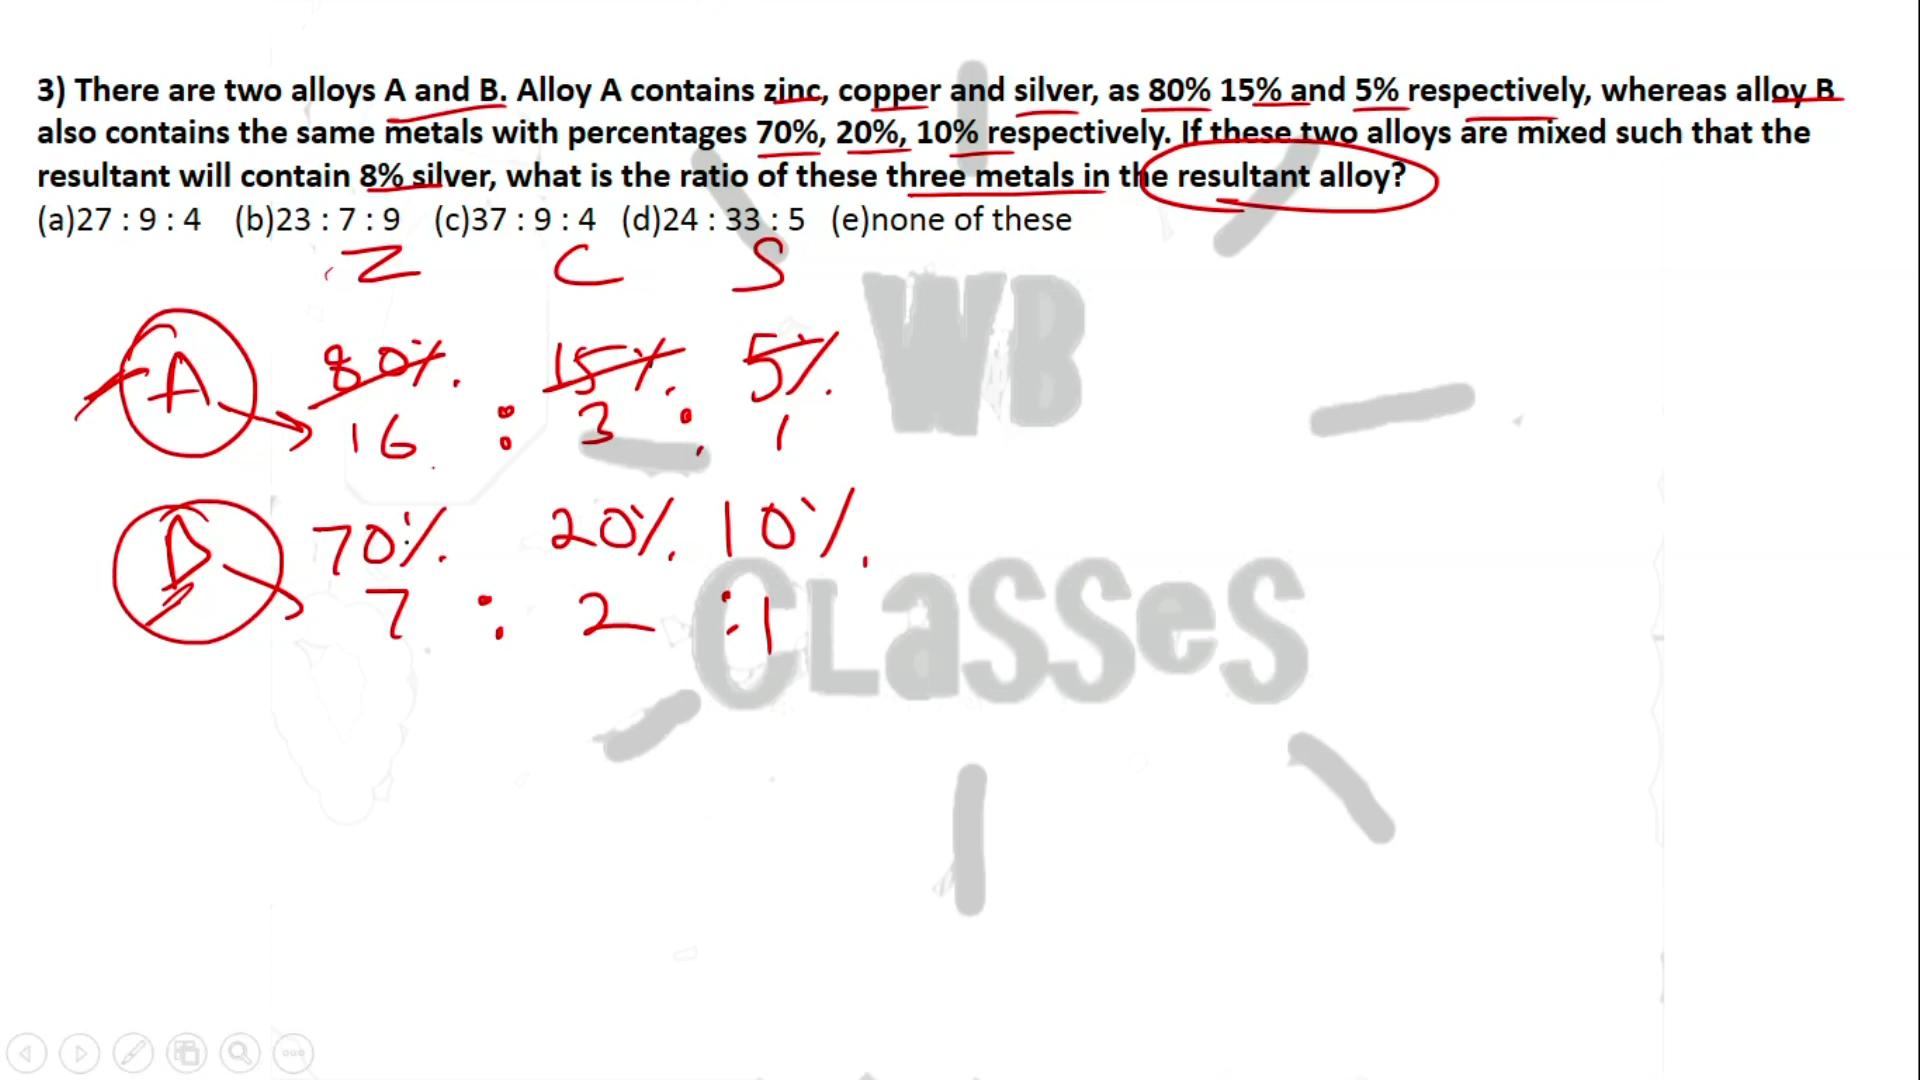 3) There are two alloys A and B. Alloy A contains zinc, copper and silver, as 80% 15% and 5% respectively, whereas alloy B
also contains the same metals with percentages 70%, 20%, 10% respectively. If these two alloys are mixed such that the
resultant will contain 8% silver, what is the ratio of these three metals in the resultant alloy?
(a)27 : 9 : 4 (b)23 : 7 : 9 (c)37 : 9 : 4 (d)24 : 33 : 5 (e)none of these
Z C S
A 80% 15% 5%
16 : 3 : 1
B 70% 20% 10%
7 : 2 : 1
WB
CLasses